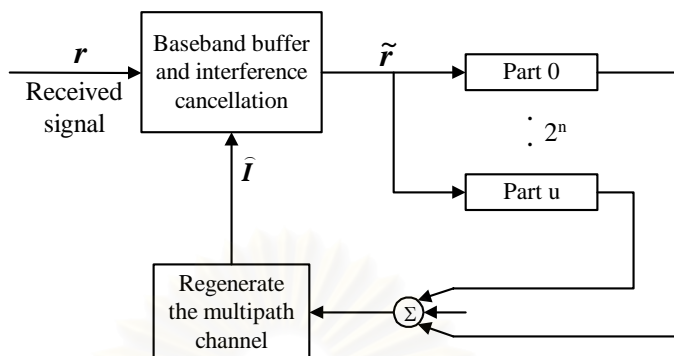 r
Received
signal
Baseband buffer
and interference
cancellation
r̃
Part 0
: 2ⁿ
Part u
Î
Regenerate
the multipath
channel
Σ